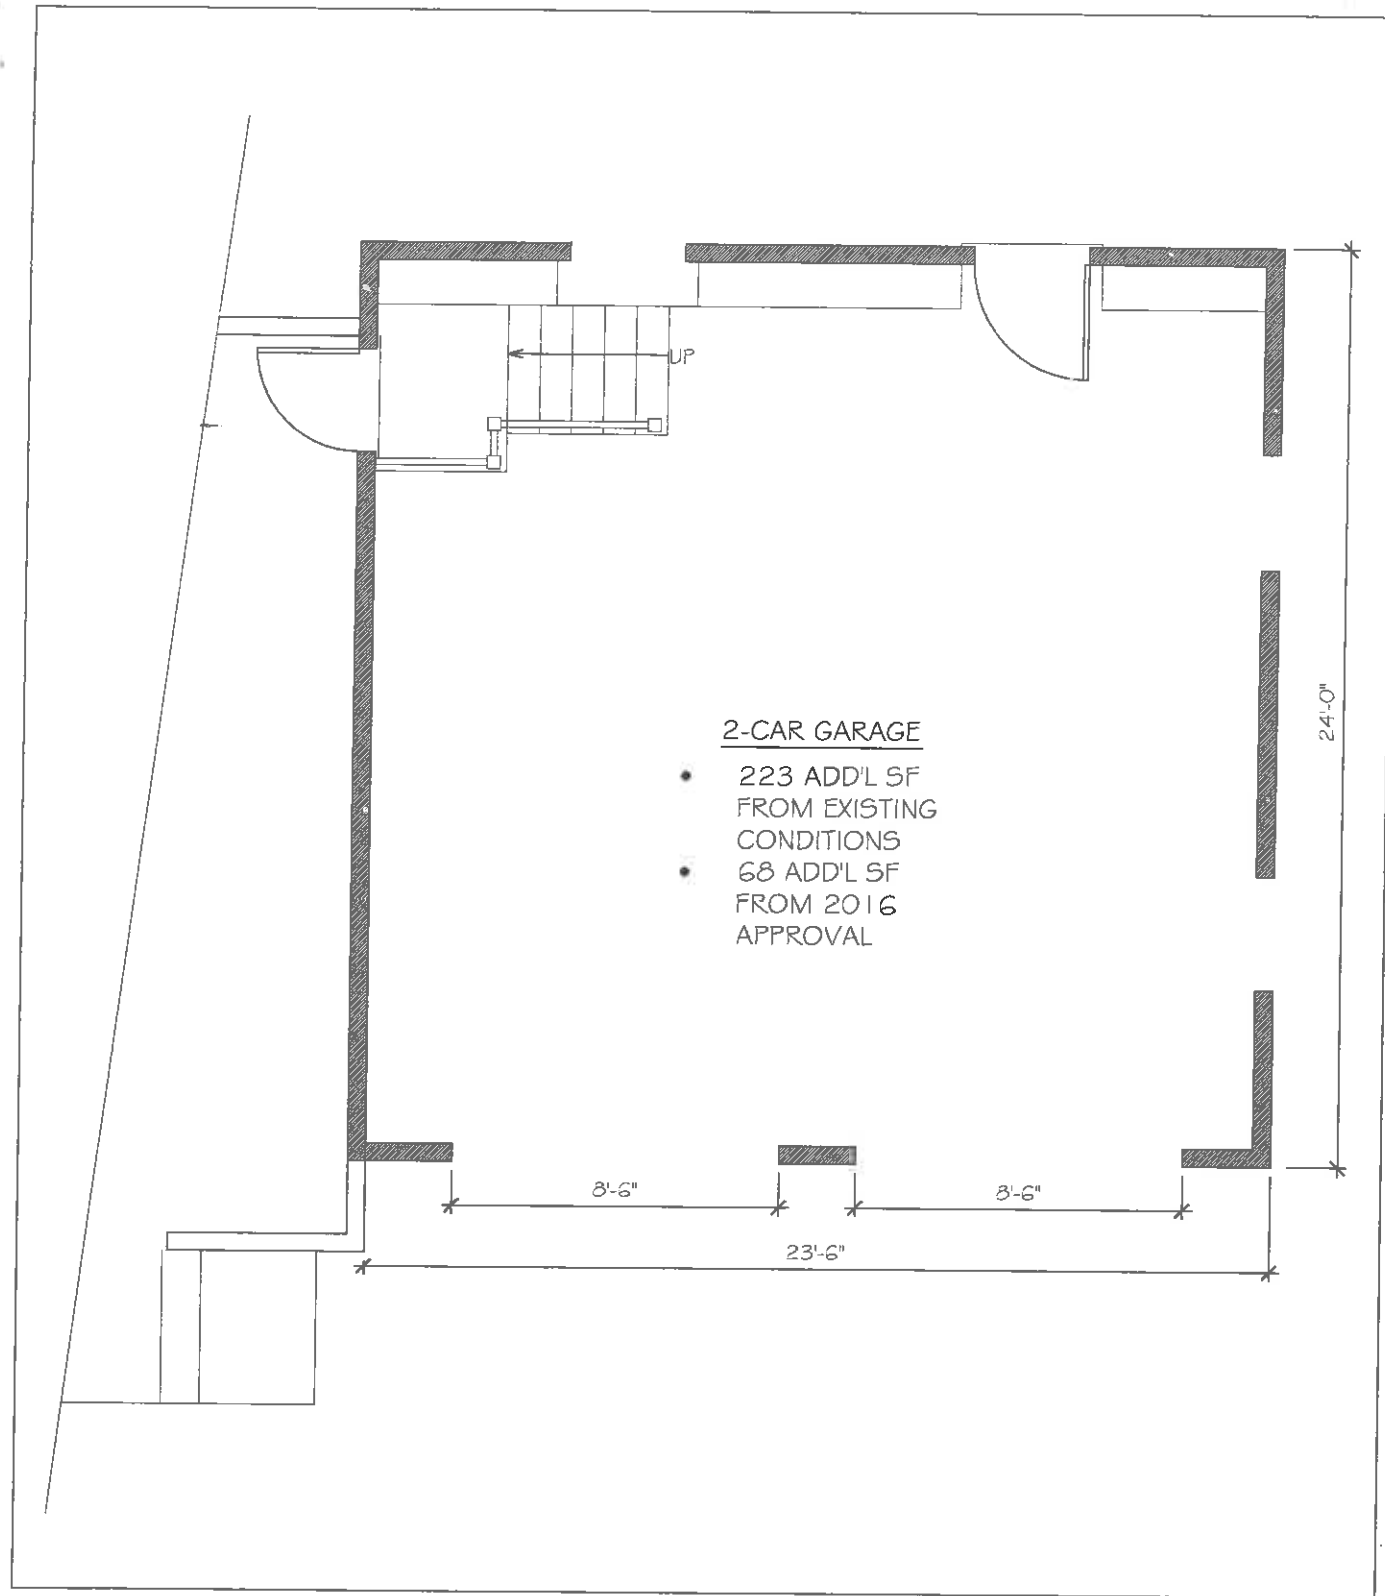 UP
24'-0"
2-CAR GARAGE
• 223 ADD'L SF
FROM EXISTING
CONDITIONS
• 68 ADD'L SF
FROM 2016
APPROVAL
8'-6"
8'-6"
23'-6"